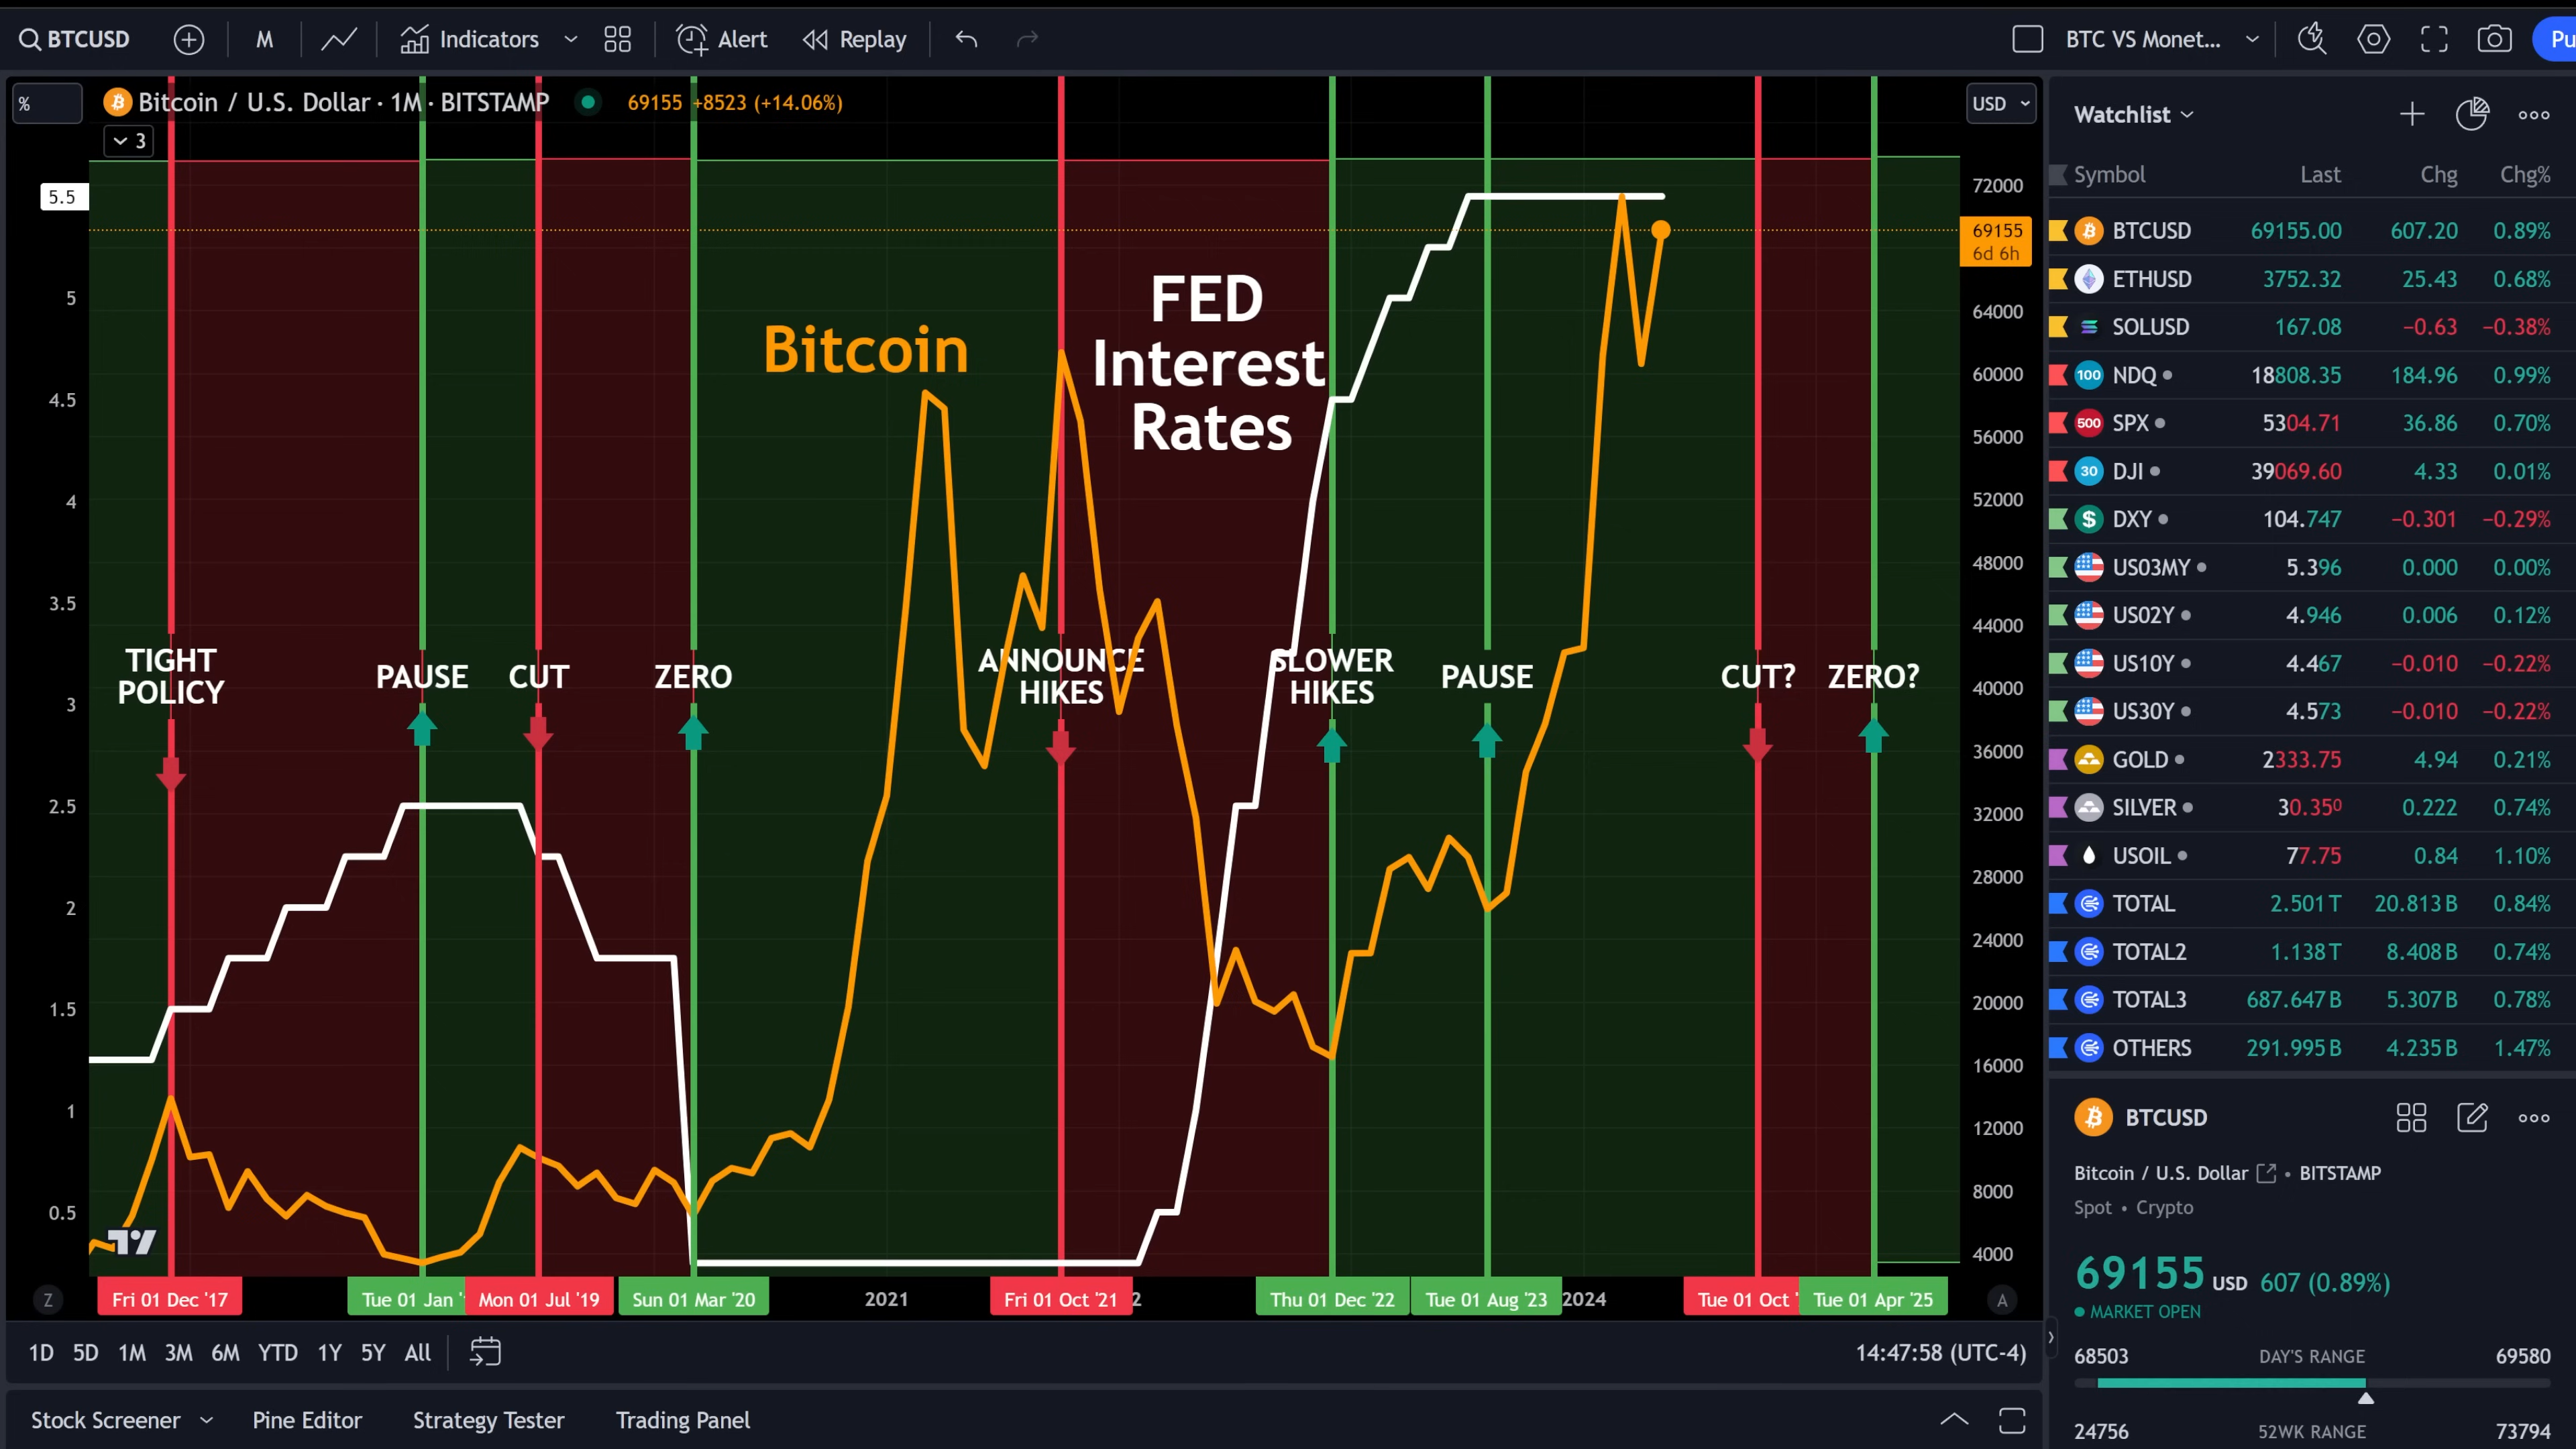 BTCUSD M Indicators Alert Replay BTC VS Monet... Pu
% Bitcoin / U.S. Dollar · 1M · BITSTAMP 69155 +8523 (+14.06%) USD
3
5.5
5
4.5
4
3.5
3
2.5
2
1.5
1
0.5
Bitcoin
FED
Interest
Rates
TIGHT
POLICY
PAUSE
CUT
ZERO
ANNOUNCE
HIKES
SLOWER
HIKES
PAUSE
CUT?
ZERO?
72000
69155
6d 6h
64000
60000
56000
52000
48000
44000
40000
36000
32000
28000
24000
20000
16000
12000
8000
4000
Z Fri 01 Dec '17 Tue 01 Jan ' Mon 01 Jul '19 Sun 01 Mar '20 2021 Fri 01 Oct '21 2 Thu 01 Dec '22 Tue 01 Aug '23 2024 Tue 01 Oct ' Tue 01 Apr '25 A
1D 5D 1M 3M 6M YTD 1Y 5Y All 14:47:58 (UTC-4)
Stock Screener Pine Editor Strategy Tester Trading Panel
Watchlist
Symbol Last Chg Chg%
BTCUSD 69155.00 607.20 0.89%
ETHUSD 3752.32 25.43 0.68%
SOLUSD 167.08 −0.63 −0.38%
100 NDQ 18808.35 184.96 0.99%
500 SPX 5304.71 36.86 0.70%
30 DJI 39069.60 4.33 0.01%
$ DXY 104.747 −0.301 −0.29%
US03MY 5.396 0.000 0.00%
US02Y 4.946 0.006 0.12%
US10Y 4.467 −0.010 −0.22%
US30Y 4.573 −0.010 −0.22%
GOLD 2333.75 4.94 0.21%
SILVER 30.350 0.222 0.74%
USOIL 77.75 0.84 1.10%
TOTAL 2.501 T 20.813 B 0.84%
TOTAL2 1.138 T 8.408 B 0.74%
TOTAL3 687.647 B 5.307 B 0.78%
OTHERS 291.995 B 4.235 B 1.47%
BTCUSD
Bitcoin / U.S. Dollar • BITSTAMP
Spot • Crypto
69155 USD 607 (0.89%)
MARKET OPEN
68503 DAY'S RANGE 69580
24756 52WK RANGE 73794